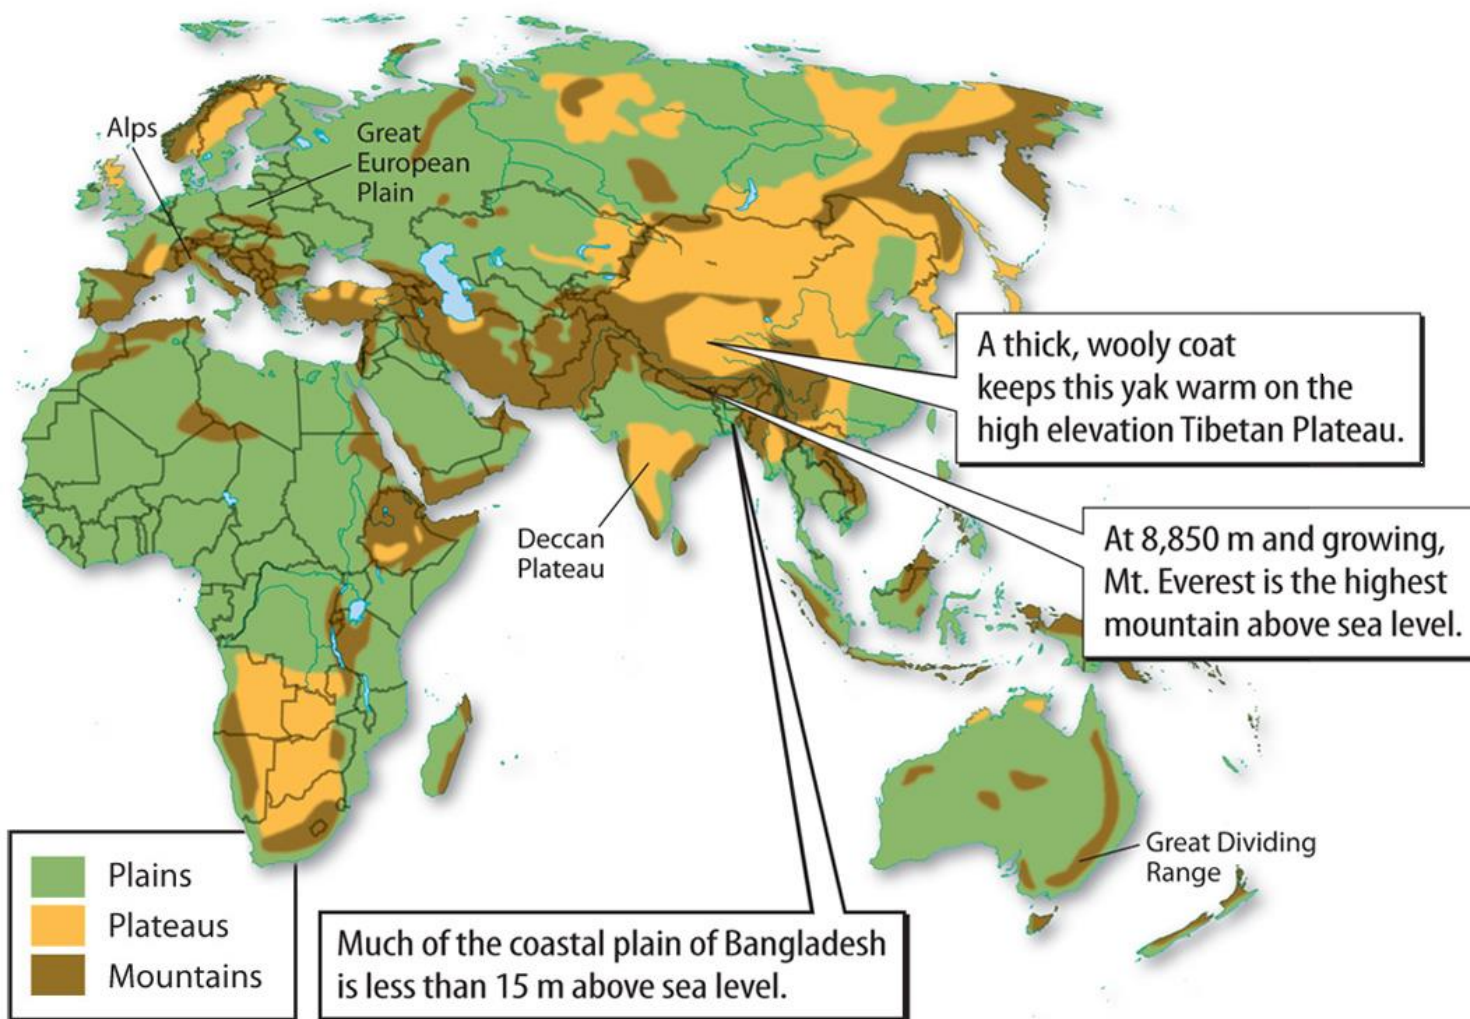 Alps
Great
European
Plain
A thick, wooly coat
keeps this yak warm on the
high elevation Tibetan Plateau.
Deccan
Plateau
At 8,850 m and growing,
Mt. Everest is the highest
mountain above sea level.
Great Dividing
Range
Plains
Plateaus
Mountains
Much of the coastal plain of Bangladesh
is less than 15 m above sea level.